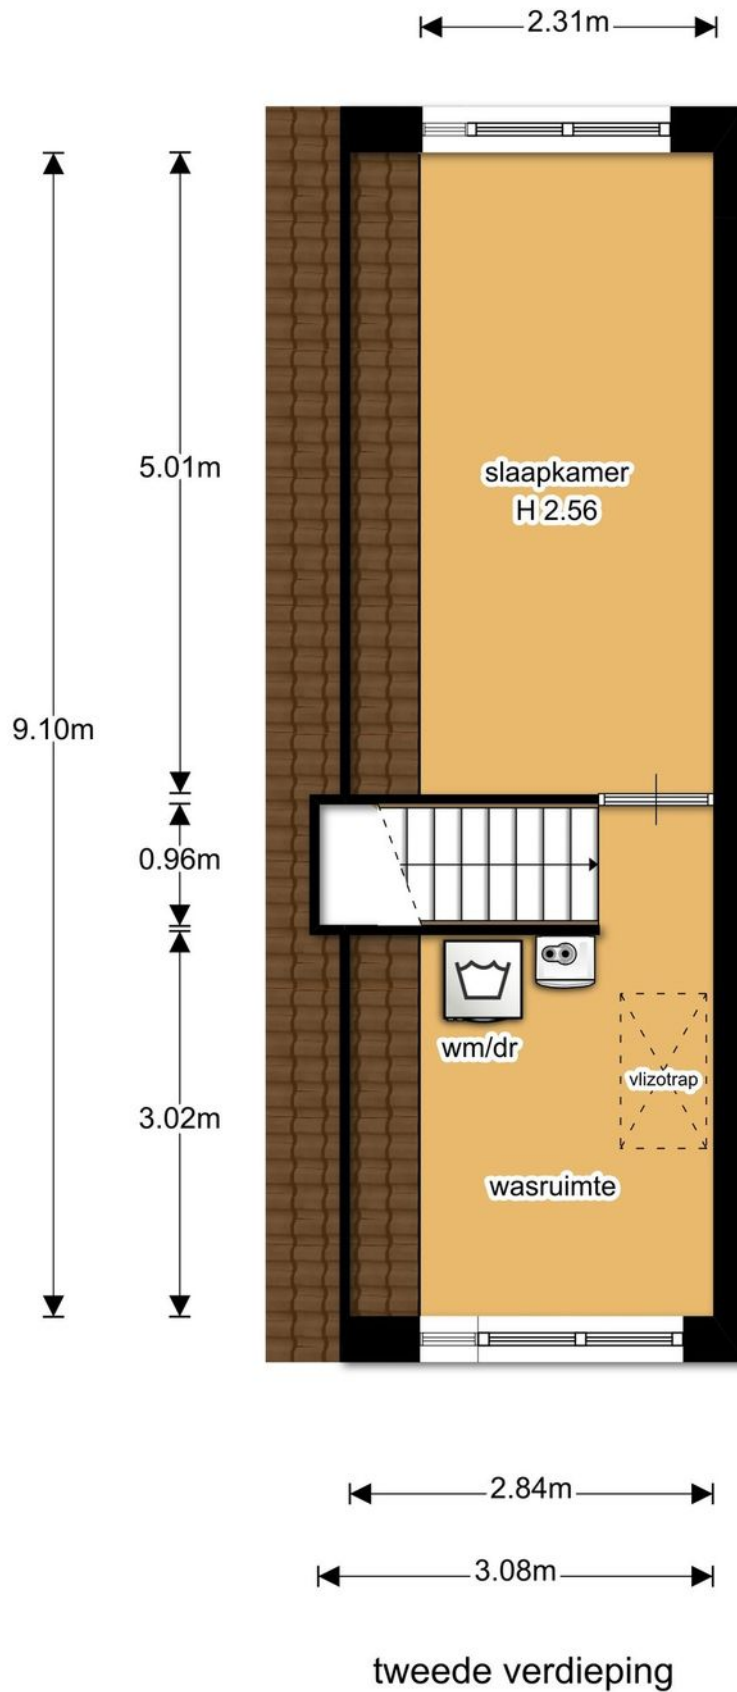 2.31m
5.01m
slaapkamer
H 2.56
9.10m
0.96m
wm/dr
vlizotrap
3.02m
wasruimte
2.84m
3.08m
tweede verdieping